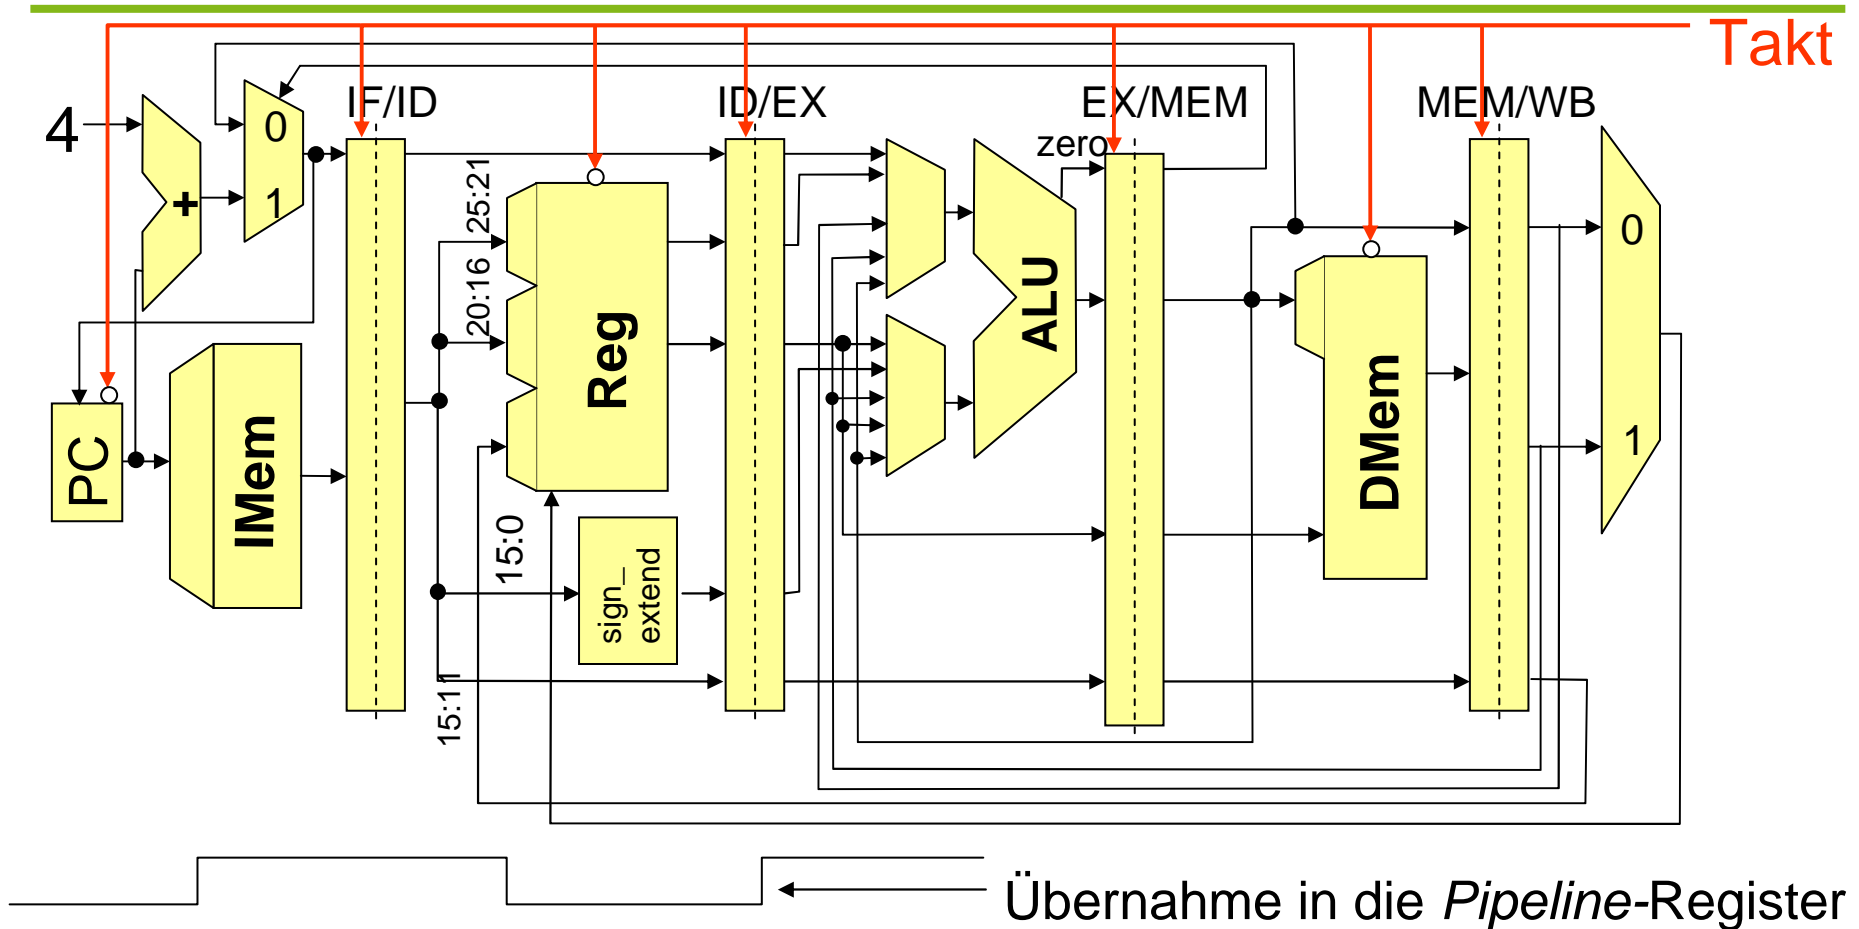 Takt
IF/ID
ID/EX
EX/MEM
MEM/WB
4
0
1
+
zero
25:21
20:16
0
1
ALU
Reg
PC
IMem
DMem
15:0
sign_
extend
15:11
Übernahme in die Pipeline-Register